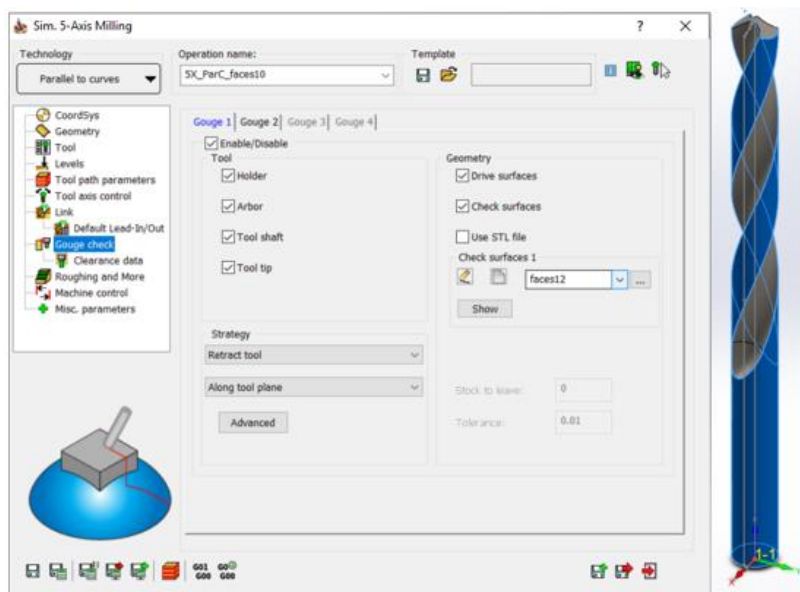 Sim. 5-Axis Milling
Technology
Parallel to curves
Operation name:
5X_ParC_faces10
Template
CoordSys
Geometry
Tool
Levels
Tool path parameters
Tool axis control
Link
Default Lead-In/Out
Gouge check
Clearance data
Roughing and More
Machine control
Misc. parameters
Gouge 1 Gouge 2 Gouge 3 Gouge 4
Enable/Disable
Tool
Holder
Arbor
Tool shaft
Tool tip
Geometry
Drive surfaces
Check surfaces
Use STL file
Check surfaces 1
faces12
...
Show
Strategy
Retract tool
Along tool plane
Advanced
Stock to leave: 0
Tolerance: 0.01
G01
G00
G0
G00
1-1